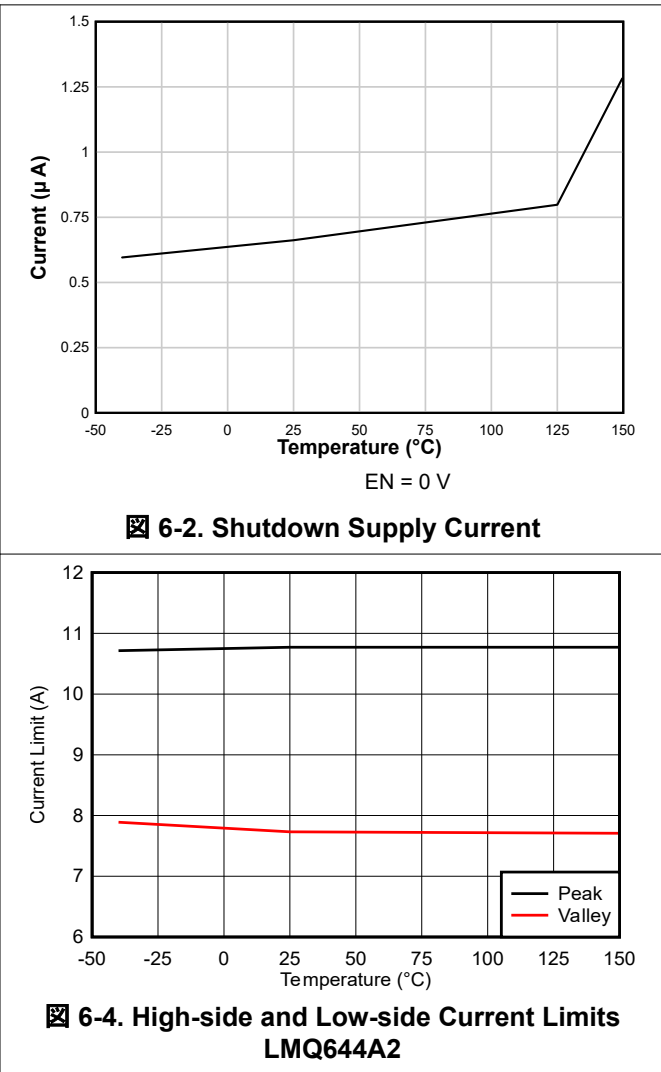 1.5
1.25
1
0.75
0.5
0.25
0
Current (µ A)
-50 -25 0 25 50 75 100 125 150
Temperature (°C)
EN = 0 V
図 6-2. Shutdown Supply Current
12
11
10
9
8
7
6
Current Limit (A)
Peak
Valley
-50 -25 0 25 50 75 100 125 150
Temperature (°C)
図 6-4. High-side and Low-side Current Limits
LMQ644A2